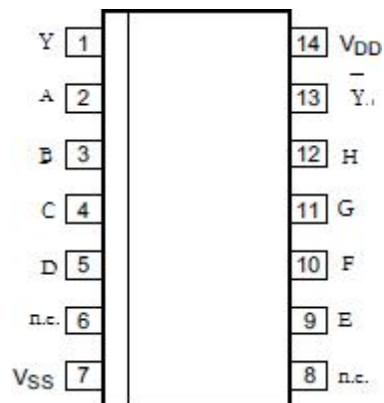 Y 1 14 VDD
A 2 13 Y
B 3 12 H
C 4 11 G
D 5 10 F
n.c. 6 9 E
VSS 7 8 n.c.